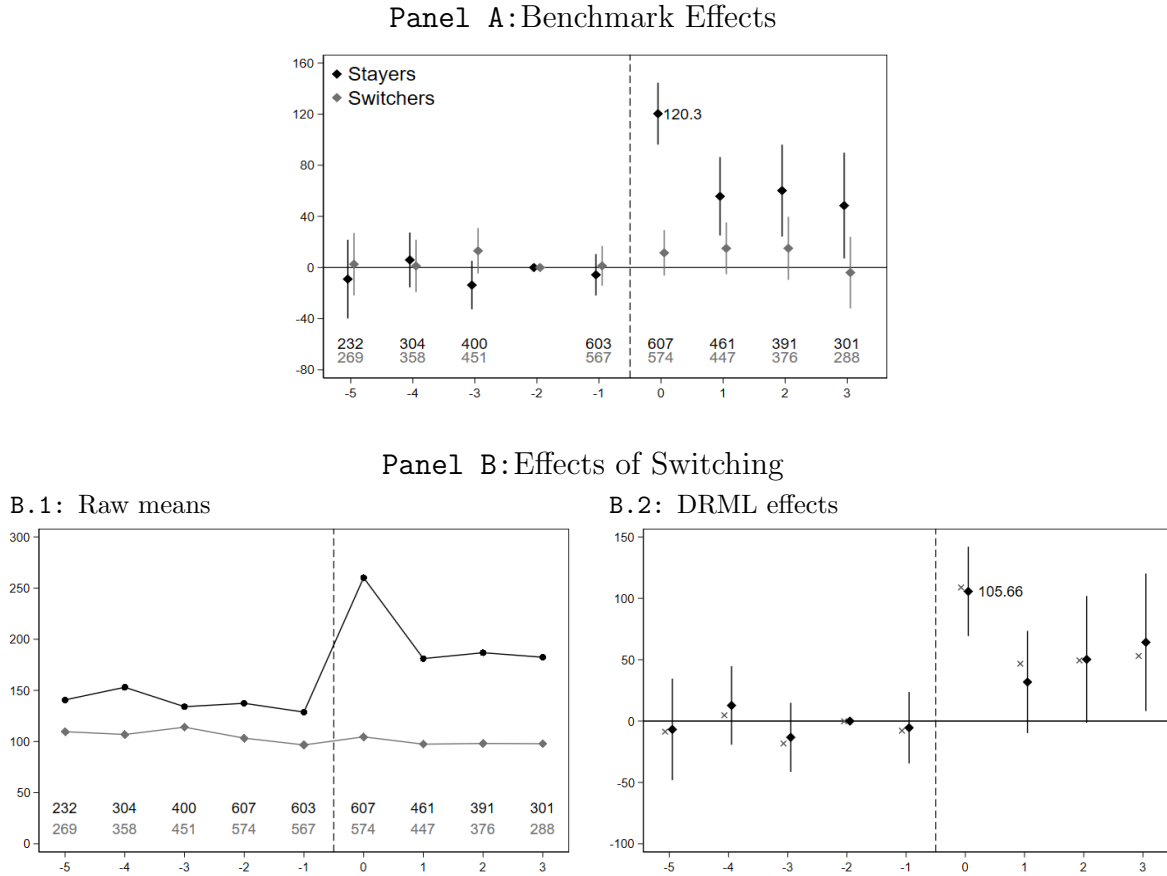 Panel A:Benchmark Effects
160
120
80
40
0
-40
-80
Stayers
Switchers
120.3
232 304 400 603 607 461 391 301
269 358 451 567 574 447 376 288
-5 -4 -3 -2 -1 0 1 2 3
Panel B:Effects of Switching
B.1: Raw means
300
250
200
150
100
50
0
232 304 400 607 603 607 461 391 301
269 358 451 574 567 574 447 376 288
-5 -4 -3 -2 -1 0 1 2 3
B.2: DRML effects
150
100
50
0
-50
-100
105.66
-5 -4 -3 -2 -1 0 1 2 3